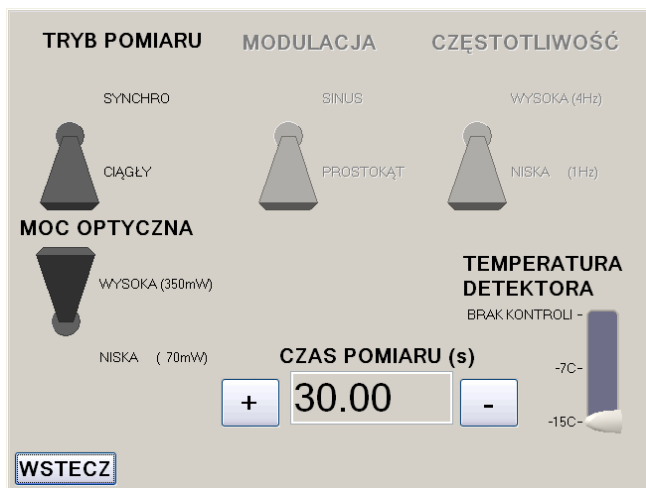 TRYB POMIARU
MODULACJA
CZĘSTOTLIWOŚĆ
SYNCHRO
SINUS
WYSOKA (4Hz)
CIĄGŁY
PROSTOKĄT
NISKA (1Hz)
MOC OPTYCZNA
WYSOKA (350mW)
NISKA ( 70mW)
TEMPERATURA
DETEKTORA
BRAK KONTROLI -
-7C-
-15C-
CZAS POMIARU (s)
+
30.00
-
WSTECZ